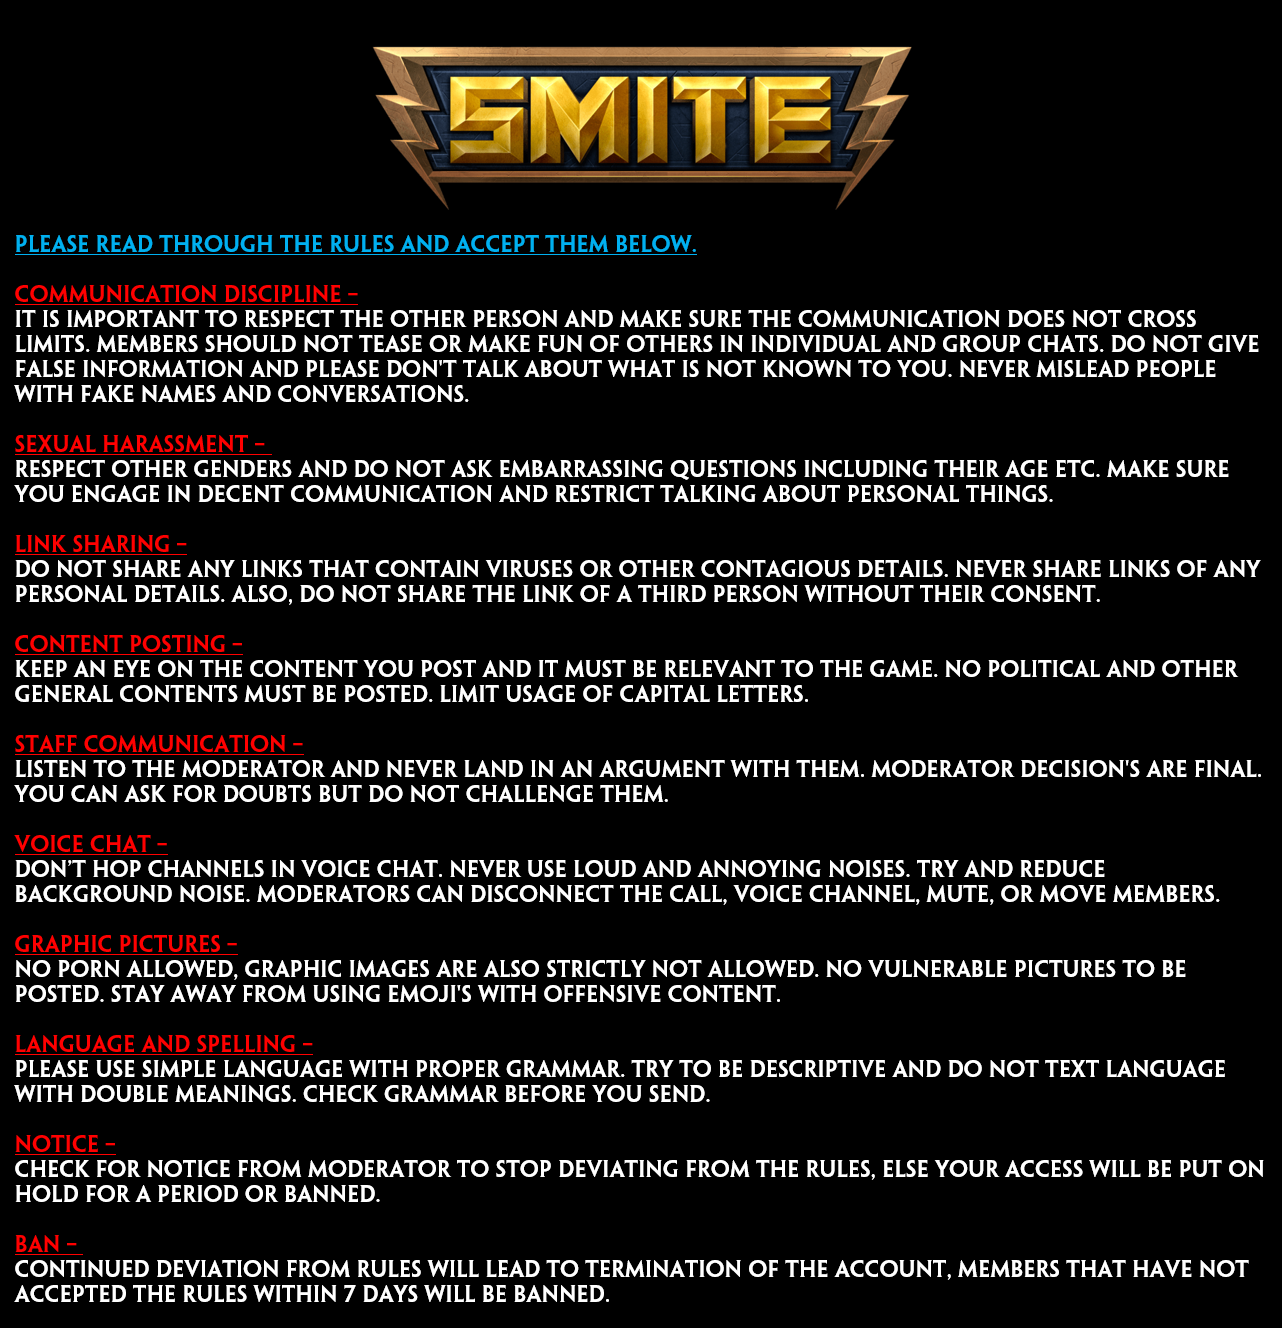 SMITE
PLEASE READ THROUGH THE RULES AND ACCEPT THEM BELOW.
COMMUNICATION DISCIPLINE –
IT IS IMPORTANT TO RESPECT THE OTHER PERSON AND MAKE SURE THE COMMUNICATION DOES NOT CROSS
LIMITS. MEMBERS SHOULD NOT TEASE OR MAKE FUN OF OTHERS IN INDIVIDUAL AND GROUP CHATS. DO NOT GIVE
FALSE INFORMATION AND PLEASE DON'T TALK ABOUT WHAT IS NOT KNOWN TO YOU. NEVER MISLEAD PEOPLE
WITH FAKE NAMES AND CONVERSATIONS.
SEXUAL HARASSMENT –
RESPECT OTHER GENDERS AND DO NOT ASK EMBARRASSING QUESTIONS INCLUDING THEIR AGE ETC. MAKE SURE
YOU ENGAGE IN DECENT COMMUNICATION AND RESTRICT TALKING ABOUT PERSONAL THINGS.
LINK SHARING –
DO NOT SHARE ANY LINKS THAT CONTAIN VIRUSES OR OTHER CONTAGIOUS DETAILS. NEVER SHARE LINKS OF ANY
PERSONAL DETAILS. ALSO, DO NOT SHARE THE LINK OF A THIRD PERSON WITHOUT THEIR CONSENT.
CONTENT POSTING –
KEEP AN EYE ON THE CONTENT YOU POST AND IT MUST BE RELEVANT TO THE GAME. NO POLITICAL AND OTHER
GENERAL CONTENTS MUST BE POSTED. LIMIT USAGE OF CAPITAL LETTERS.
STAFF COMMUNICATION –
LISTEN TO THE MODERATOR AND NEVER LAND IN AN ARGUMENT WITH THEM. MODERATOR DECISION'S ARE FINAL.
YOU CAN ASK FOR DOUBTS BUT DO NOT CHALLENGE THEM.
VOICE CHAT –
DON’T HOP CHANNELS IN VOICE CHAT. NEVER USE LOUD AND ANNOYING NOISES. TRY AND REDUCE
BACKGROUND NOISE. MODERATORS CAN DISCONNECT THE CALL, VOICE CHANNEL, MUTE, OR MOVE MEMBERS.
GRAPHIC PICTURES –
NO PORN ALLOWED, GRAPHIC IMAGES ARE ALSO STRICTLY NOT ALLOWED. NO VULNERABLE PICTURES TO BE
POSTED. STAY AWAY FROM USING EMOJI'S WITH OFFENSIVE CONTENT.
LANGUAGE AND SPELLING –
PLEASE USE SIMPLE LANGUAGE WITH PROPER GRAMMAR. TRY TO BE DESCRIPTIVE AND DO NOT TEXT LANGUAGE
WITH DOUBLE MEANINGS. CHECK GRAMMAR BEFORE YOU SEND.
NOTICE –
CHECK FOR NOTICE FROM MODERATOR TO STOP DEVIATING FROM THE RULES, ELSE YOUR ACCESS WILL BE PUT ON
HOLD FOR A PERIOD OR BANNED.
BAN –
CONTINUED DEVIATION FROM RULES WILL LEAD TO TERMINATION OF THE ACCOUNT, MEMBERS THAT HAVE NOT
ACCEPTED THE RULES WITHIN 7 DAYS WILL BE BANNED.